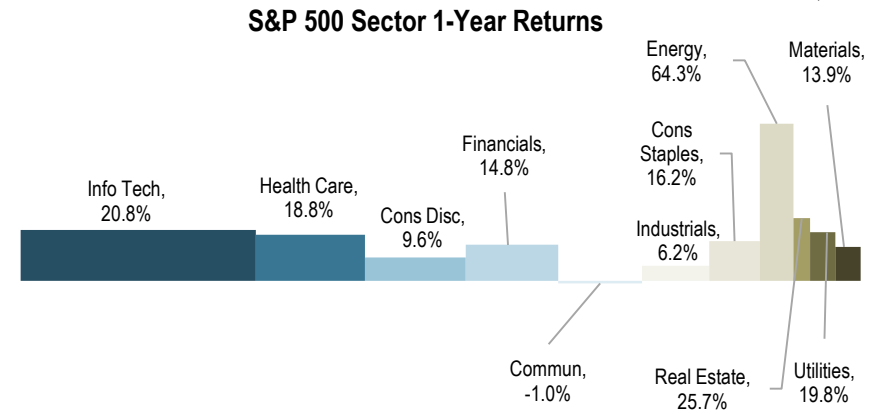 S&P 500 Sector 1-Year Returns
Info Tech,
20.8%
Health Care,
18.8%
Cons Disc,
9.6%
Financials,
14.8%
Commun,
-1.0%
Industrials,
6.2%
Cons
Staples,
16.2%
Energy,
64.3%
Real Estate,
25.7%
Utilities,
19.8%
Materials,
13.9%